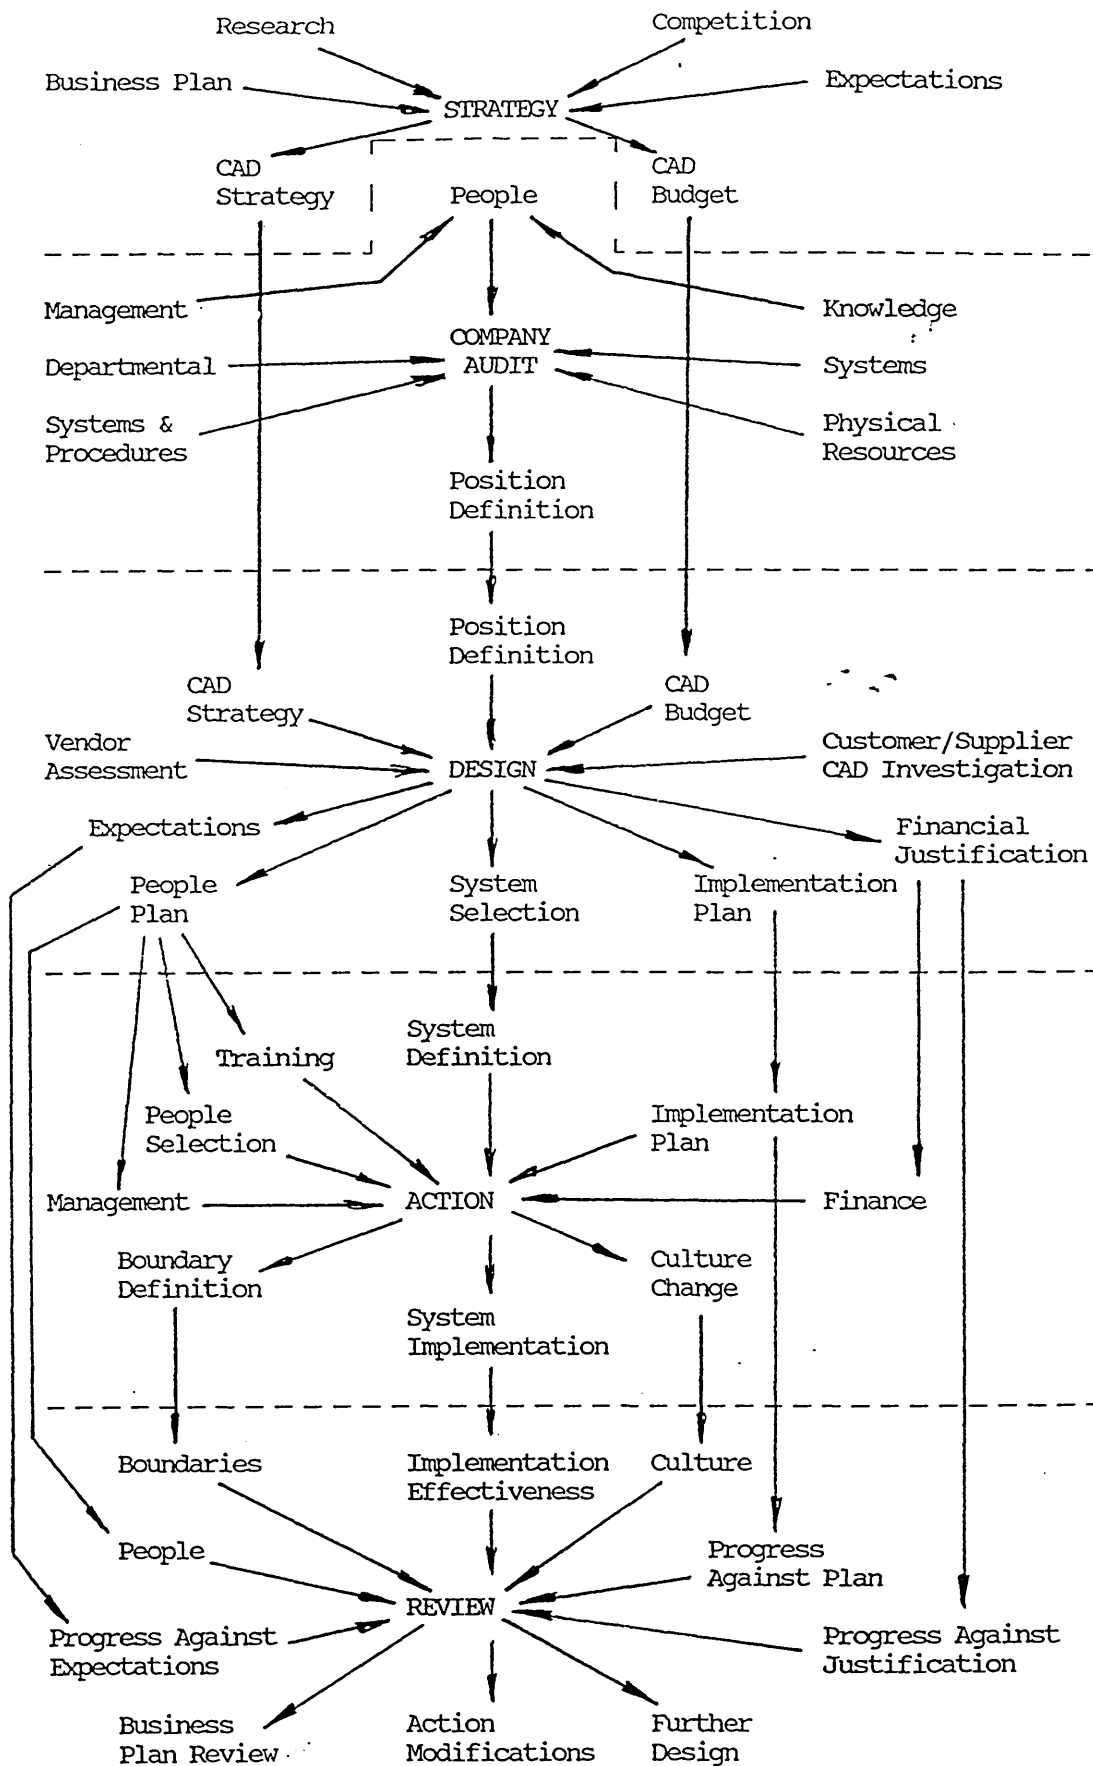 Research
Competition
Business Plan
Expectations
STRATEGY
CAD
Strategy
CAD
Budget
People
Management
Knowledge
COMPANY
AUDIT
Departmental
Systems
Systems &
Procedures
Physical
Resources
Position
Definition
Position
Definition
CAD
Strategy
CAD
Budget
Vendor
Assessment
Customer/Supplier
CAD Investigation
DESIGN
Expectations
Financial
Justification
People
Plan
System
Selection
Implementation
Plan
System
Definition
Training
People
Selection
Implementation
Plan
Management
ACTION
Finance
Boundary
Definition
Culture
Change
System
Implementation
Boundaries
Implementation
Effectiveness
Culture
People
Progress
Against Plan
REVIEW
Progress Against
Expectations
Progress Against
Justification
Business
Plan Review
Action
Modifications
Further
Design